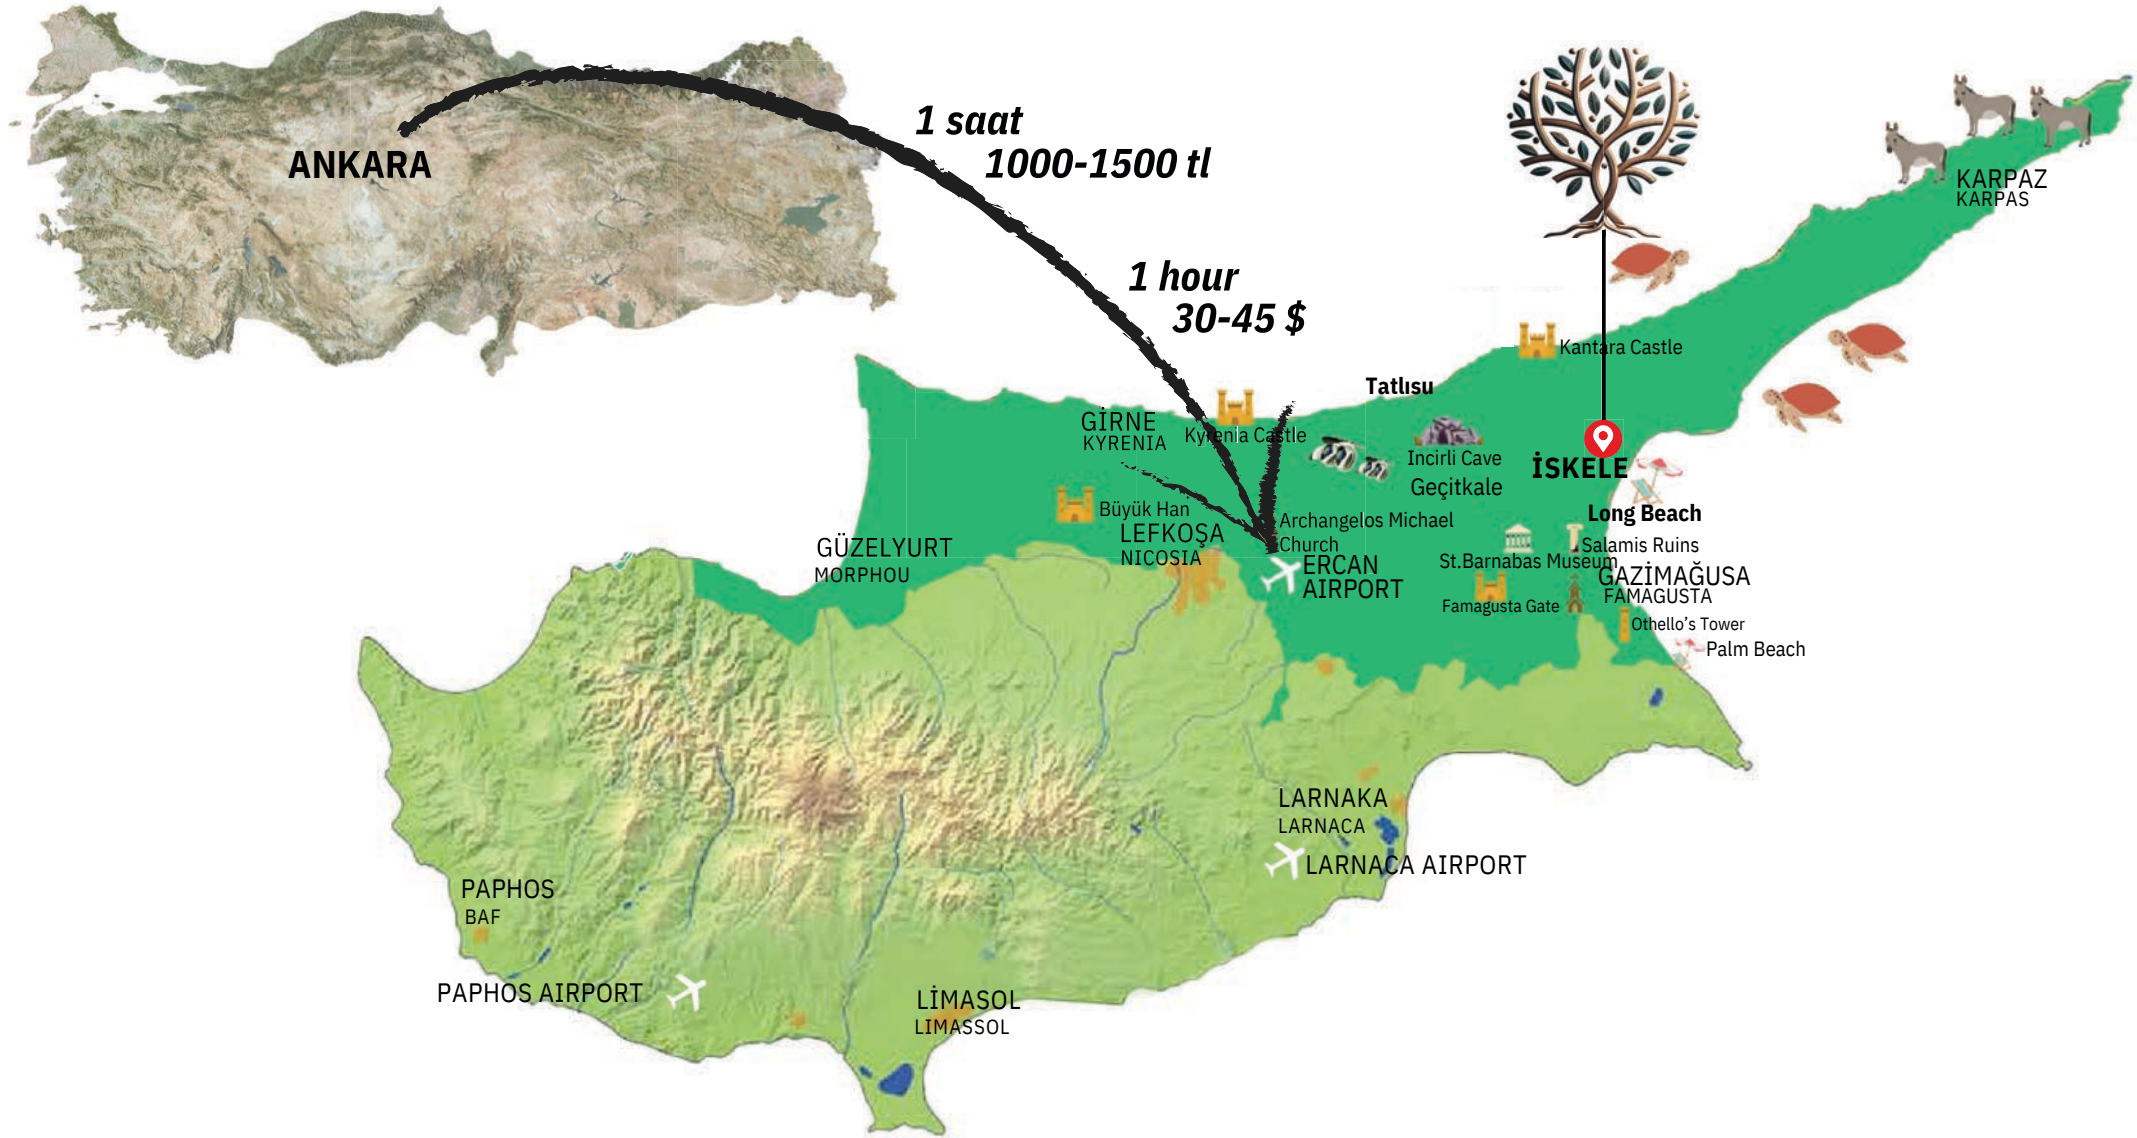 ANKARA
1 saat
1000-1500 tl
1 hour
30-45 $
KARPAZ
KARPAS
Kantara Castle
Tatlısu
GİRNE
KYRENIA
Kyrenia Castle
Incirli Cave
Geçitkale
İSKELE
Long Beach
Büyük Han
LEFKOŞA
NICOSIA
Archangelos Michael
Church
ERCAN
AIRPORT
GÜZELYURT
MORPHOU
Salamis Ruins
St.Barnabas Museum
GAZİMAĞUSA
FAMAGUSTA
Famagusta Gate
Othello’s Tower
Palm Beach
LARNAKA
LARNACA
LARNACA AIRPORT
PAPHOS
BAF
PAPHOS AIRPORT
LİMASOL
LIMASSOL